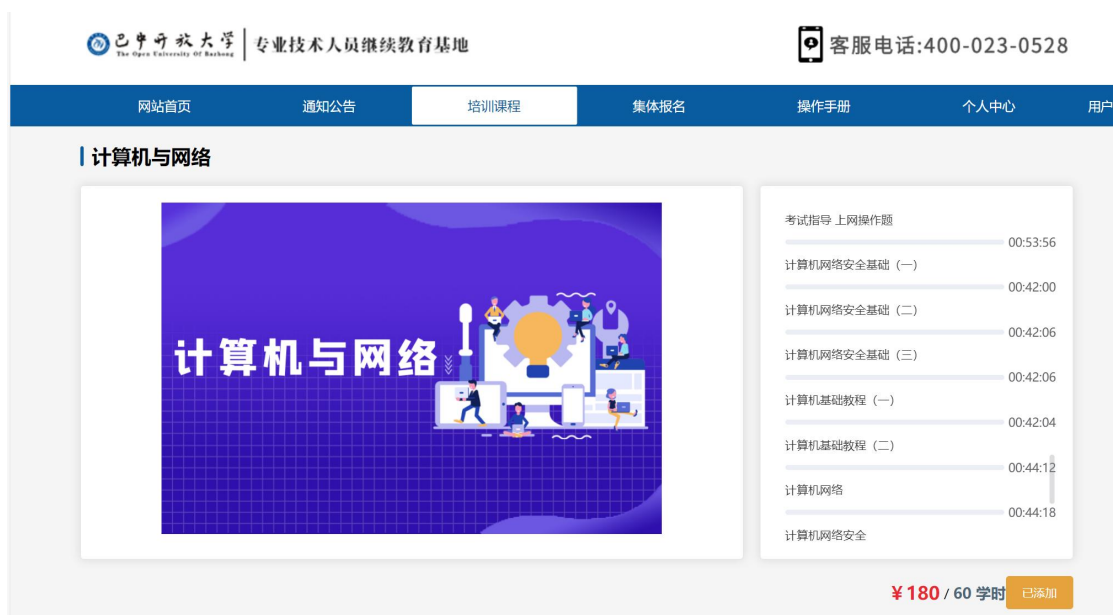 巴中开放大学
The Open University Of Bazhong
专业技术人员继续教育基地
客服电话:400-023-0528
网站首页 通知公告 培训课程 集体报名 操作手册 个人中心 用户
计算机与网络
计算机与网络
考试指导 上网操作题
00:53:56
计算机网络安全基础（一）
00:42:00
计算机网络安全基础（二）
00:42:06
计算机网络安全基础（三）
00:42:06
计算机基础教程（一）
00:42:04
计算机基础教程（二）
00:44:12
计算机网络
00:44:18
计算机网络安全
¥180 / 60 学时 已添加